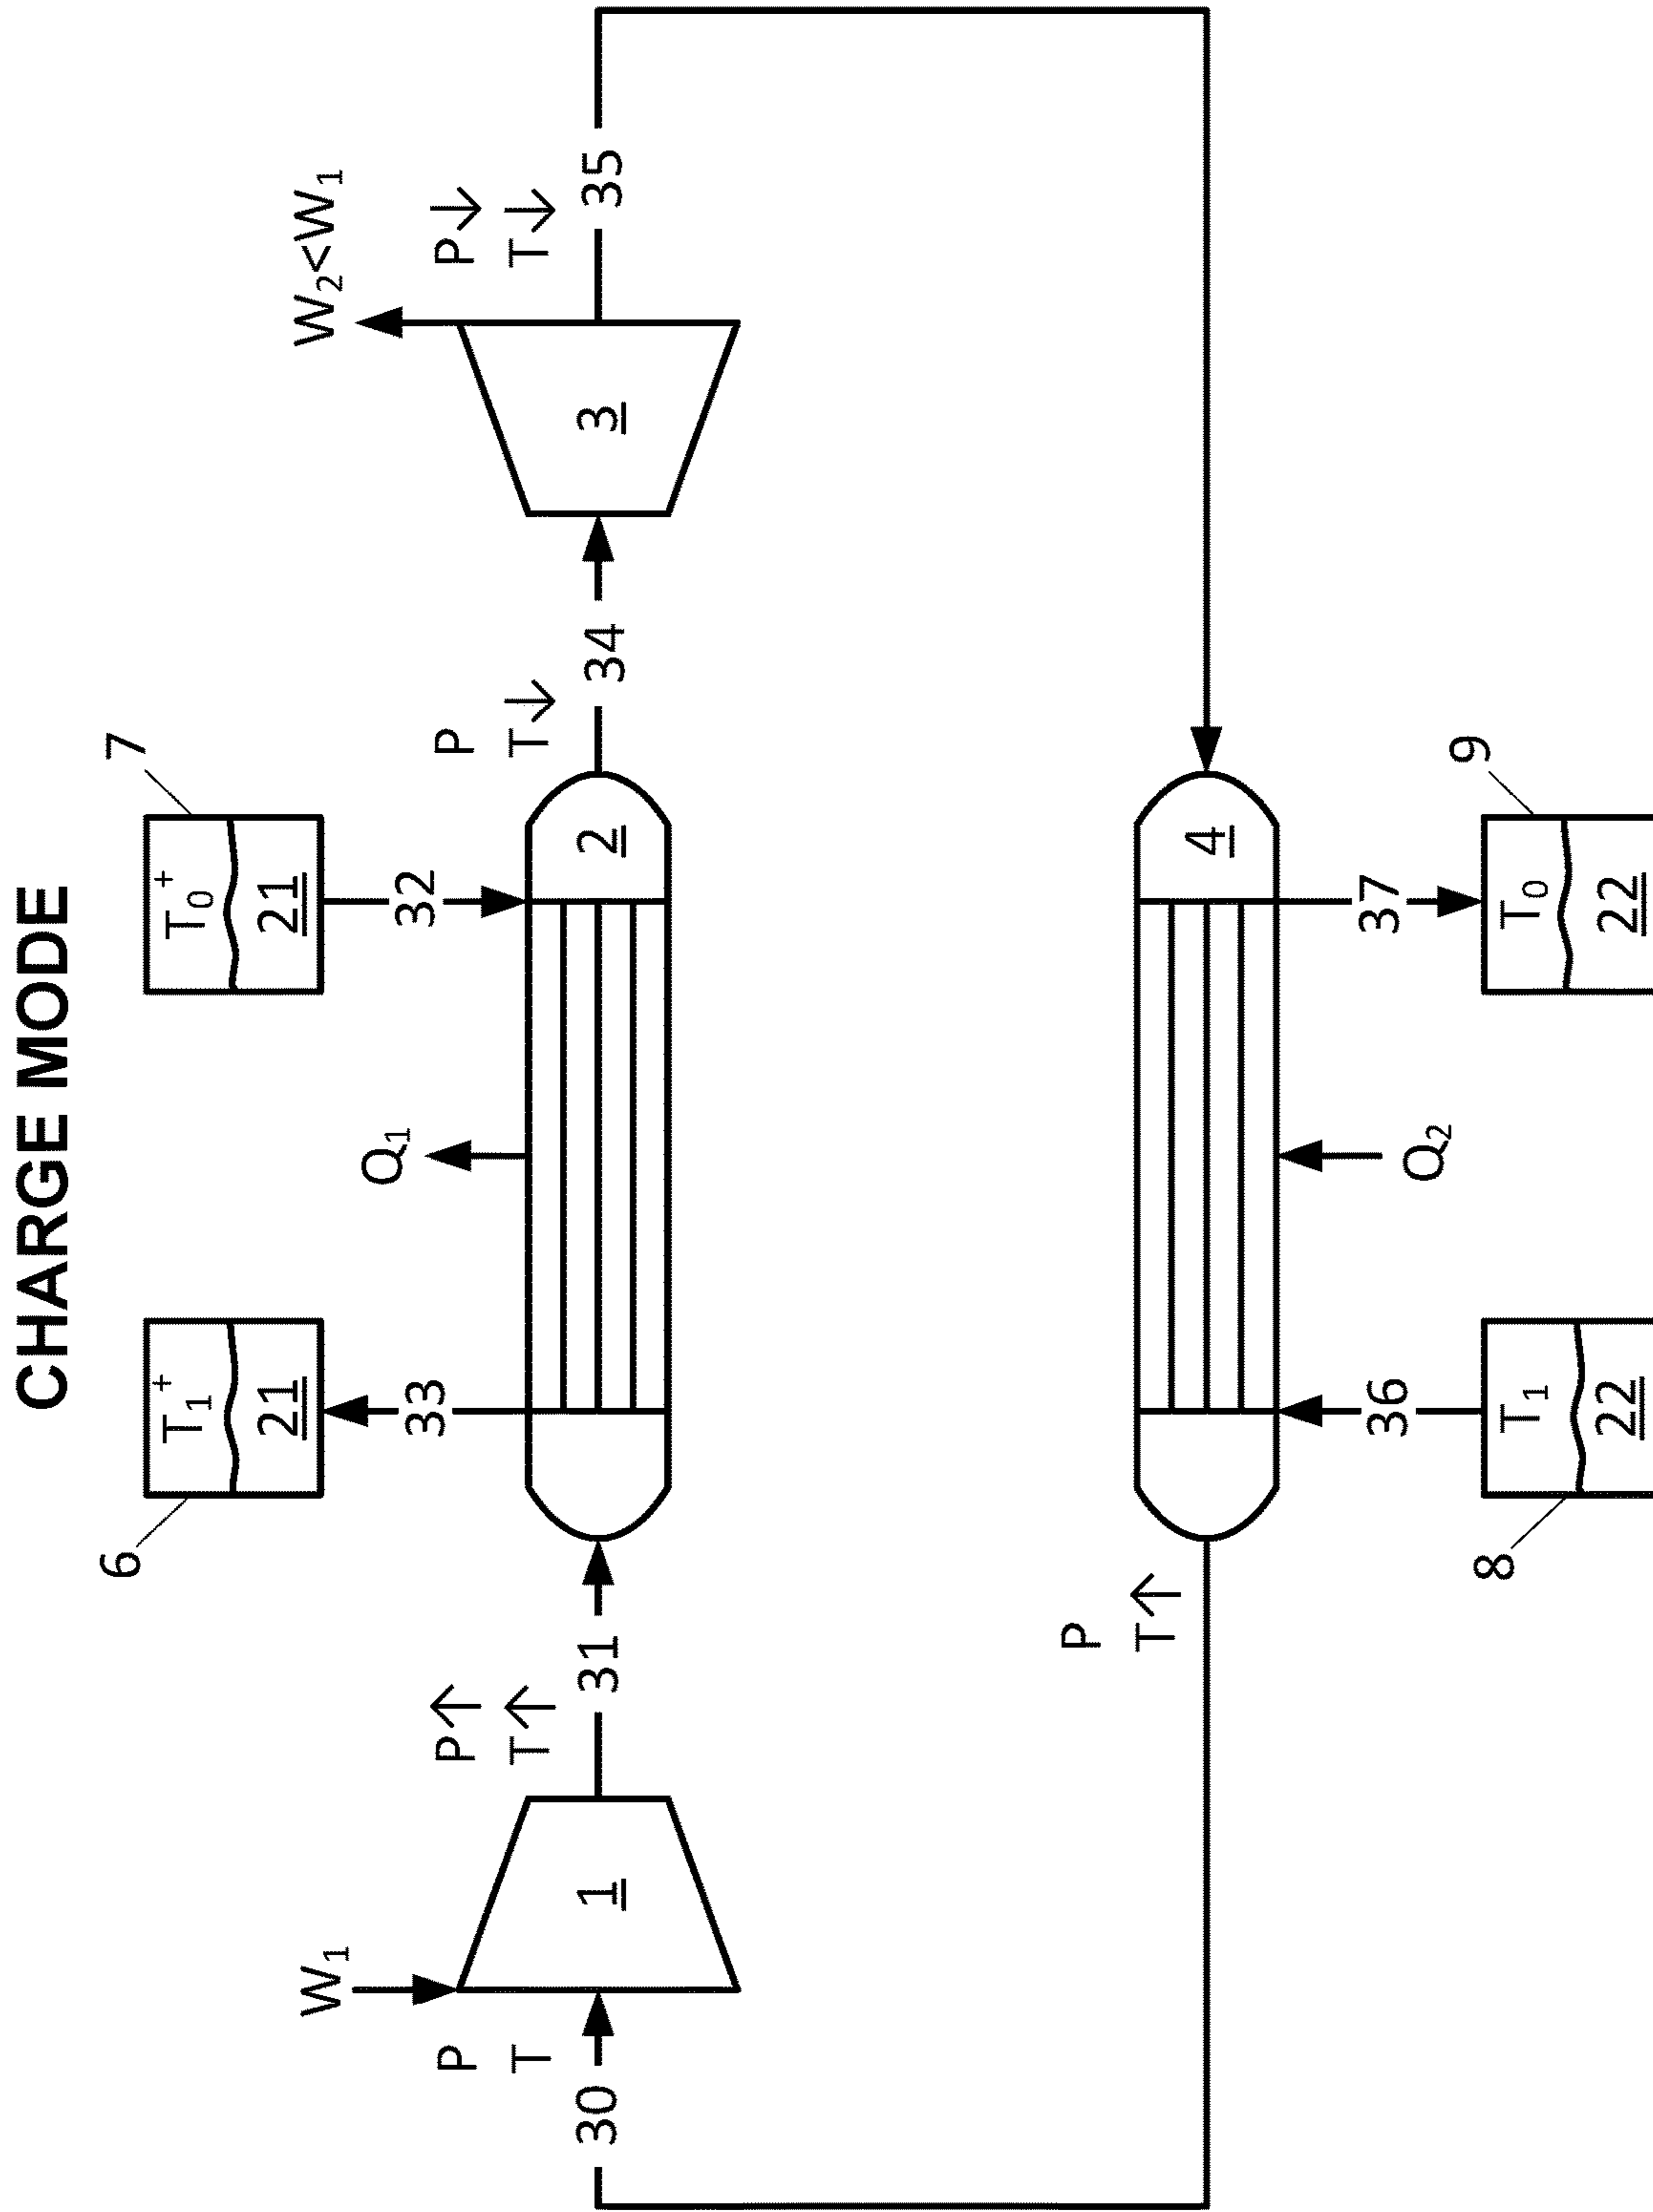 CHARGE MODE
6
7
T₁⁺
21
T₀⁺
21
W₁
33
Q₁
32
W₂<W₁
P
T
P↑
T↑
P
T↓
P↓
T↓
30
1
31
2
34
3
35
P
T↑
4
36
Q₂
37
8
T₁
22
T₀
22
9